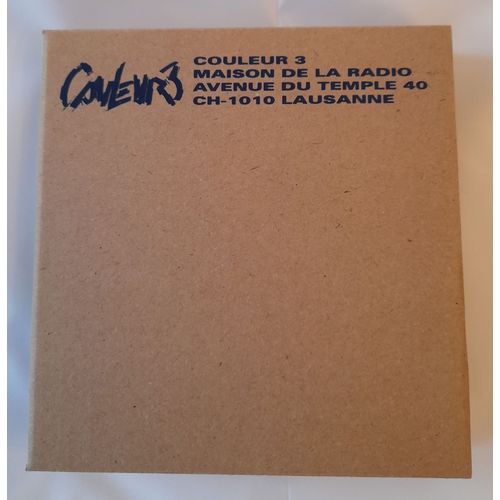 COULEUR3
COULEUR 3
MAISON DE LA RADIO
AVENUE DU TEMPLE 40
CH-1010 LAUSANNE